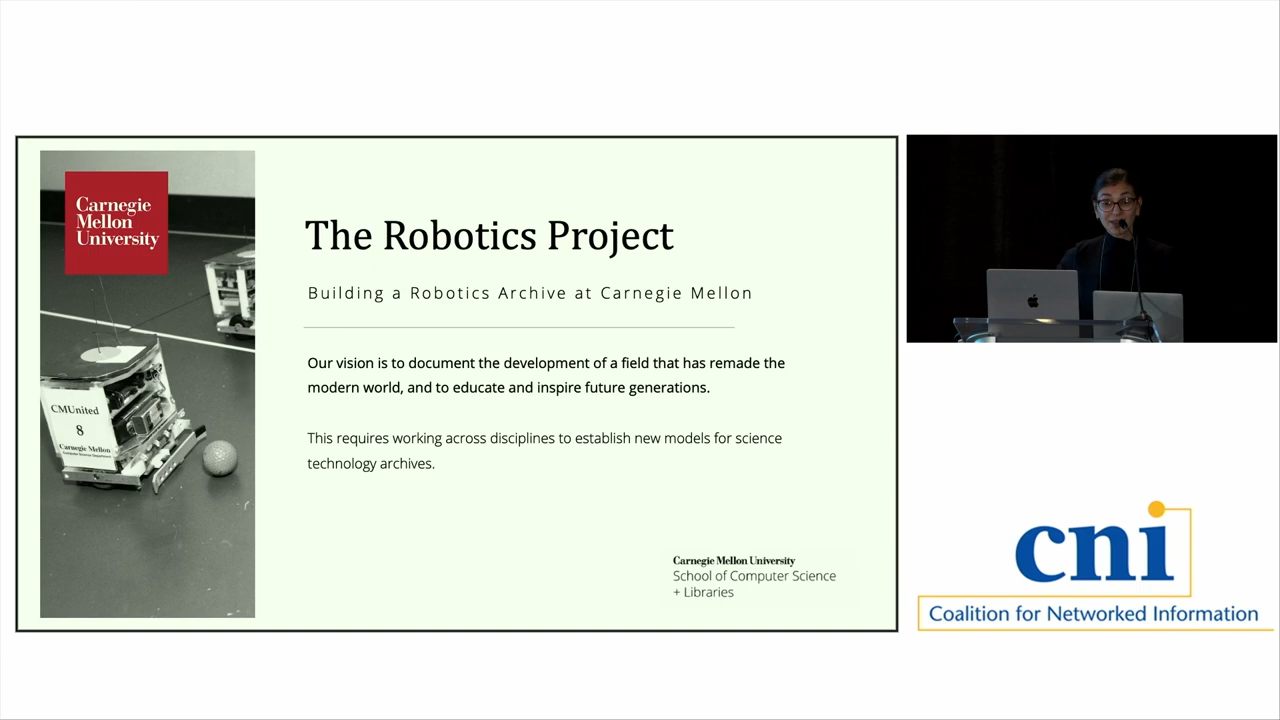 Carnegie
Mellon
University
CMUnited
8
Carnegie Mellon
Computer Science Department
The Robotics Project
Building a Robotics Archive at Carnegie Mellon
Our vision is to document the development of a field that has remade the
modern world, and to educate and inspire future generations.
This requires working across disciplines to establish new models for science
technology archives.
Carnegie Mellon University
School of Computer Science
+ Libraries
cni
Coalition for Networked Information